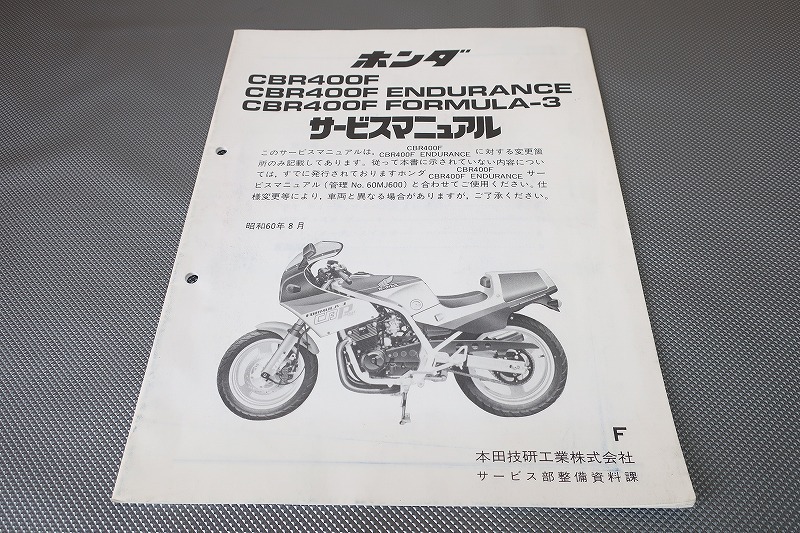 ホンダ
CBR400F
CBR400F ENDURANCE
CBR400F FORMULA-3
サービスマニュアル
このサービスマニュアルは、CBR400F CBR400F ENDURANCE に対する変更箇
所のみ記載してあります。従って本書に示されていない内容につい
ては、すでに発行されておりますホンダ CBR400F CBR400F ENDURANCE サー
ビスマニュアル(管理 No. 60MJ600)と合わせてご使用ください。仕
様変更等により、車両と異なる場合がありますが、ご了承ください。
昭和60年8月
FORMULA-3
CBR
F
本田技研工業株式会社
サービス部整備資料課